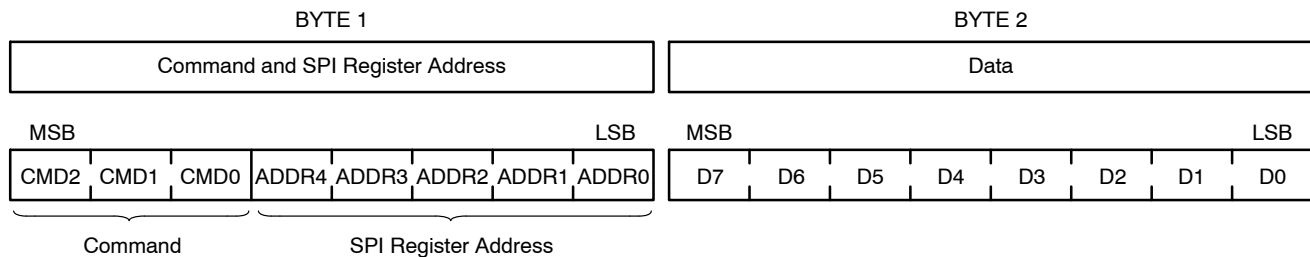 BYTE 1 BYTE 2
Command and SPI Register Address Data
MSB LSB MSB LSB
CMD2 CMD1 CMD0 ADDR4 ADDR3 ADDR2 ADDR1 ADDR0 D7 D6 D5 D4 D3 D2 D1 D0
Command SPI Register Address